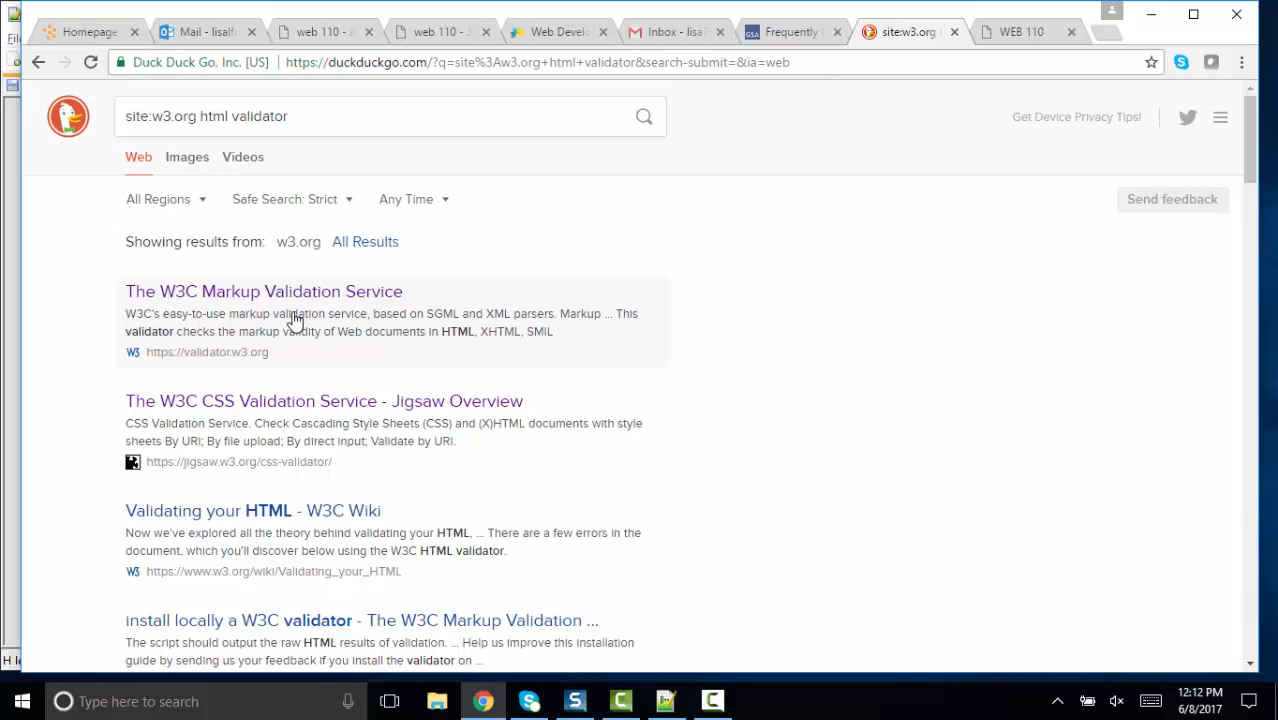 Homepage
Mail - lisalf
web 110 - J
web 110 - J
Web Develo
Inbox - lisa
Frequently
site:w3.org
WEB 110
Duck Duck Go, Inc. [US]
https://duckduckgo.com/?q=site%3Aw3.org+html+validator&search-submit=&ia=web
site:w3.org html validator
Get Device Privacy Tips!
Web Images Videos
All Regions Safe Search: Strict Any Time
Send feedback
Showing results from: w3.org All Results
The W3C Markup Validation Service
W3C's easy-to-use markup validation service, based on SGML and XML parsers. Markup ... This
validator checks the markup validity of Web documents in HTML, XHTML, SMIL
W3 https://validator.w3.org
The W3C CSS Validation Service - Jigsaw Overview
CSS Validation Service. Check Cascading Style Sheets (CSS) and (X)HTML documents with style
sheets By URI; By file upload; By direct input; Validate by URI.
https://jigsaw.w3.org/css-validator/
Validating your HTML - W3C Wiki
Now we've explored all the theory behind validating your HTML, ... There are a few errors in the
document, which you'll discover below using the W3C HTML validator.
W3 https://www.w3.org/wiki/Validating_your_HTML
install locally a W3C validator - The W3C Markup Validation ...
The script should output the raw HTML results of validation. ... Help us improve this installation
guide by sending us your feedback if you install the validator on ...
Type here to search
12:12 PM
6/8/2017